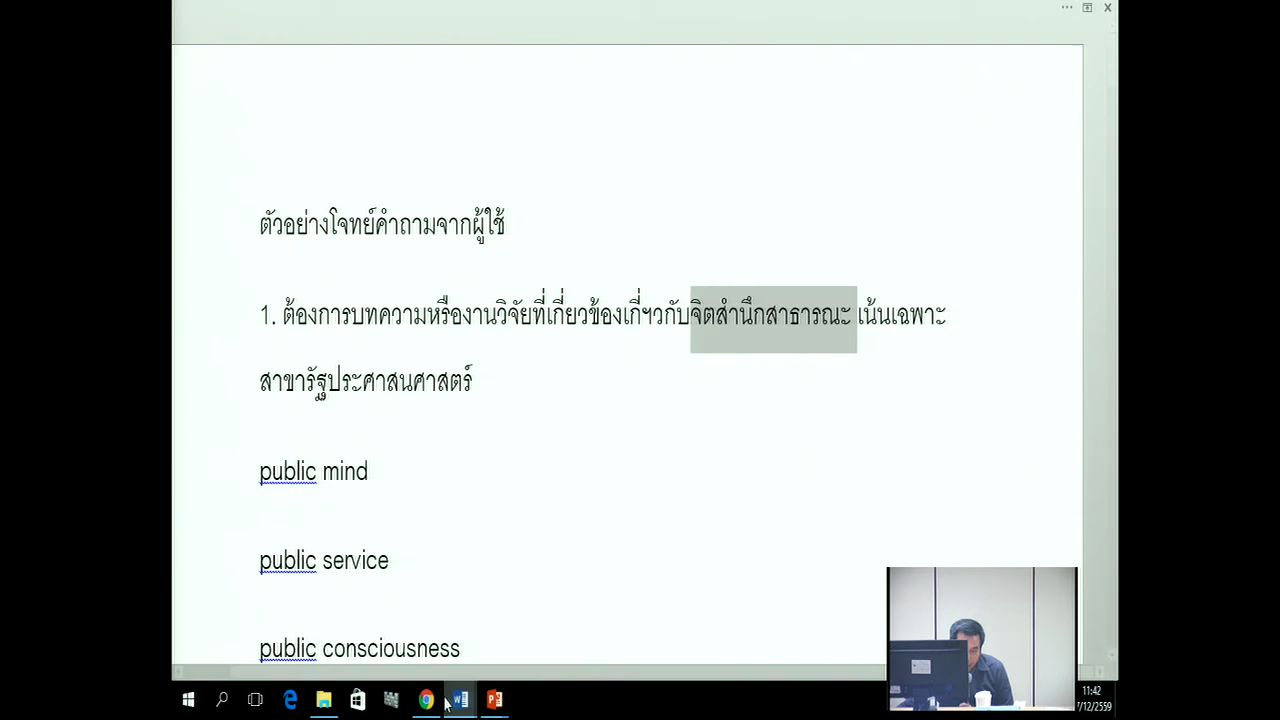 ตัวอย่างโจทย์คำถามจากผู้ใช้
1. ต้องการบทความหรืองานวิจัยที่เกี่ยวข้องเกี่ฯวกับจิตสำนึกสาธารณะ เน้นเฉพาะ
สาขารัฐประศาสนศาสตร์
public mind
public service
public consciousness
11:42
7/12/2559